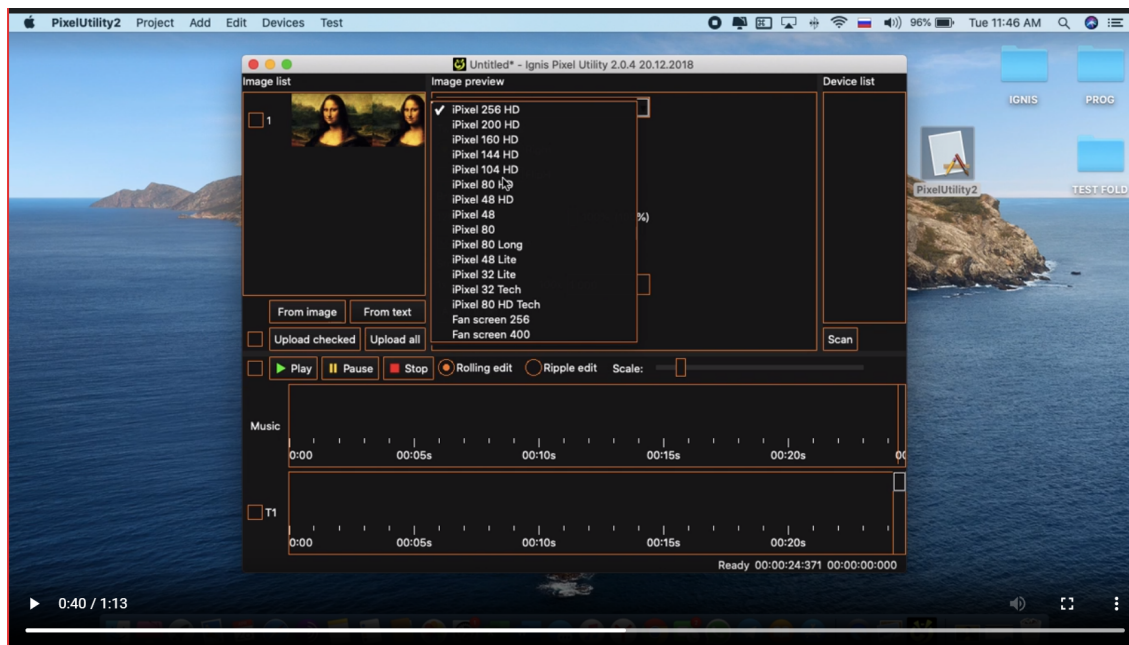 PixelUtility2 Project Add Edit Devices Test 96% Tue 11:46 AM
Untitled* - Ignis Pixel Utility 2.0.4 20.12.2018
Image list Image preview Device list
1
iPixel 256 HD
iPixel 200 HD
iPixel 160 HD
iPixel 144 HD
iPixel 104 HD
iPixel 80 HD
iPixel 48 HD
iPixel 48
%)
iPixel 80
iPixel 80 Long
iPixel 48 Lite
iPixel 32 Lite
iPixel 32 Tech
iPixel 80 HD Tech
Fan screen 256
Fan screen 400
From image From text
Upload checked Upload all Scan
Play Pause Stop Rolling edit Ripple edit Scale:
Music
0:00 00:05s 00:10s 00:15s 00:20s 00
T1
0:00 00:05s 00:10s 00:15s 00:20s
Ready 00:00:24:371 00:00:00:000
IGNIS PROG
PixelUtility2 TEST FOLD
0:40 / 1:13